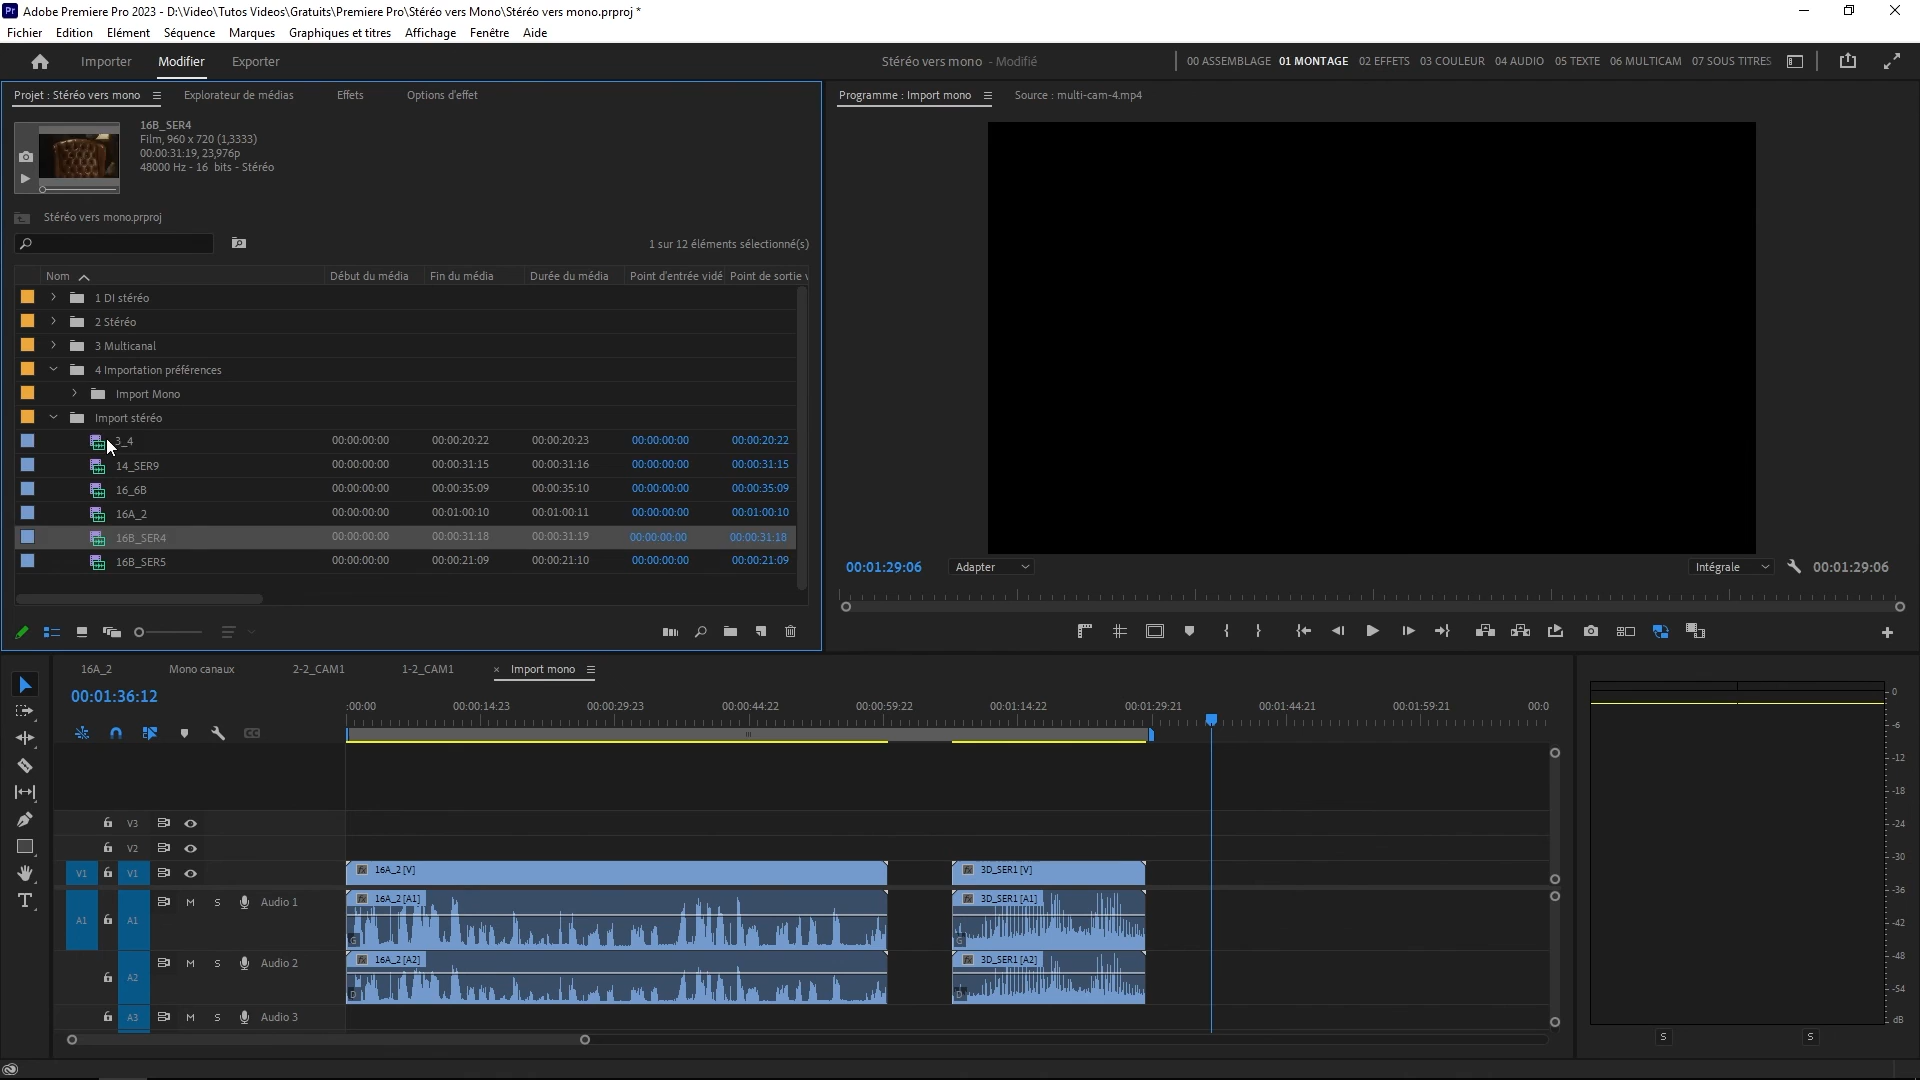 Adobe Premiere Pro 2023 - D:\Video\Tutos Videos\Gratuits\Premiere Pro\Stéréo vers Mono\Stéréo vers mono.prproj *
Fichier Edition Elément Séquence Marques Graphiques et titres Affichage Fenêtre Aide
Importer Modifier Exporter
Stéréo vers mono - Modifié
00 ASSEMBLAGE 01 MONTAGE 02 EFFETS 03 COULEUR 04 AUDIO 05 TEXTE 06 MULTICAM 07 SOUS TITRES
Projet : Stéréo vers mono Explorateur de médias Effets Options d'effet
16B_SER4
Film, 960 x 720 (1,3333)
00:00:31:19, 23,976p
48000 Hz - 16 bits - Stéréo
Stéréo vers mono.prproj
1 sur 12 éléments sélectionné(s)
Nom Début du média Fin du média Durée du média Point d'entrée vidé Point de sortie v
1 DI stéréo
2 Stéréo
3 Multicanal
4 Importation préférences
Import Mono
Import stéréo
3_4 00:00:00:00 00:00:20:22 00:00:20:23 00:00:00:00 00:00:20:22
14_SER9 00:00:00:00 00:00:31:15 00:00:31:16 00:00:00:00 00:00:31:15
16_6B 00:00:00:00 00:00:35:09 00:00:35:10 00:00:00:00 00:00:35:09
16A_2 00:00:00:00 00:01:00:10 00:01:00:11 00:00:00:00 00:01:00:10
16B_SER4 00:00:00:00 00:00:31:18 00:00:31:19 00:00:00:00 00:00:31:18
16B_SER5 00:00:00:00 00:00:21:09 00:00:21:10 00:00:00:00 00:00:21:09
Programme : Import mono Source : multi-cam-4.mp4
00:01:29:06 Adapter Intégrale 00:01:29:06
16A_2 Mono canaux 2-2_CAM1 1-2_CAM1 × Import mono
00:01:36:12
:00:00 00:00:14:23 00:00:29:23 00:00:44:22 00:00:59:22 00:01:14:22 00:01:29:21 00:01:44:21 00:01:59:21 00:0
V3
V2
V1 V1 16A_2 [V] 3D_SER1 [V]
A1 A1 M S Audio 1 16A_2 [A1] G 3D_SER1 [A1] G
A2 M S Audio 2 16A_2 [A2] D 3D_SER1 [A2] D
A3 M S Audio 3
0
-6
-12
-18
-24
-30
-36
-42
-48
-54
dB
S S